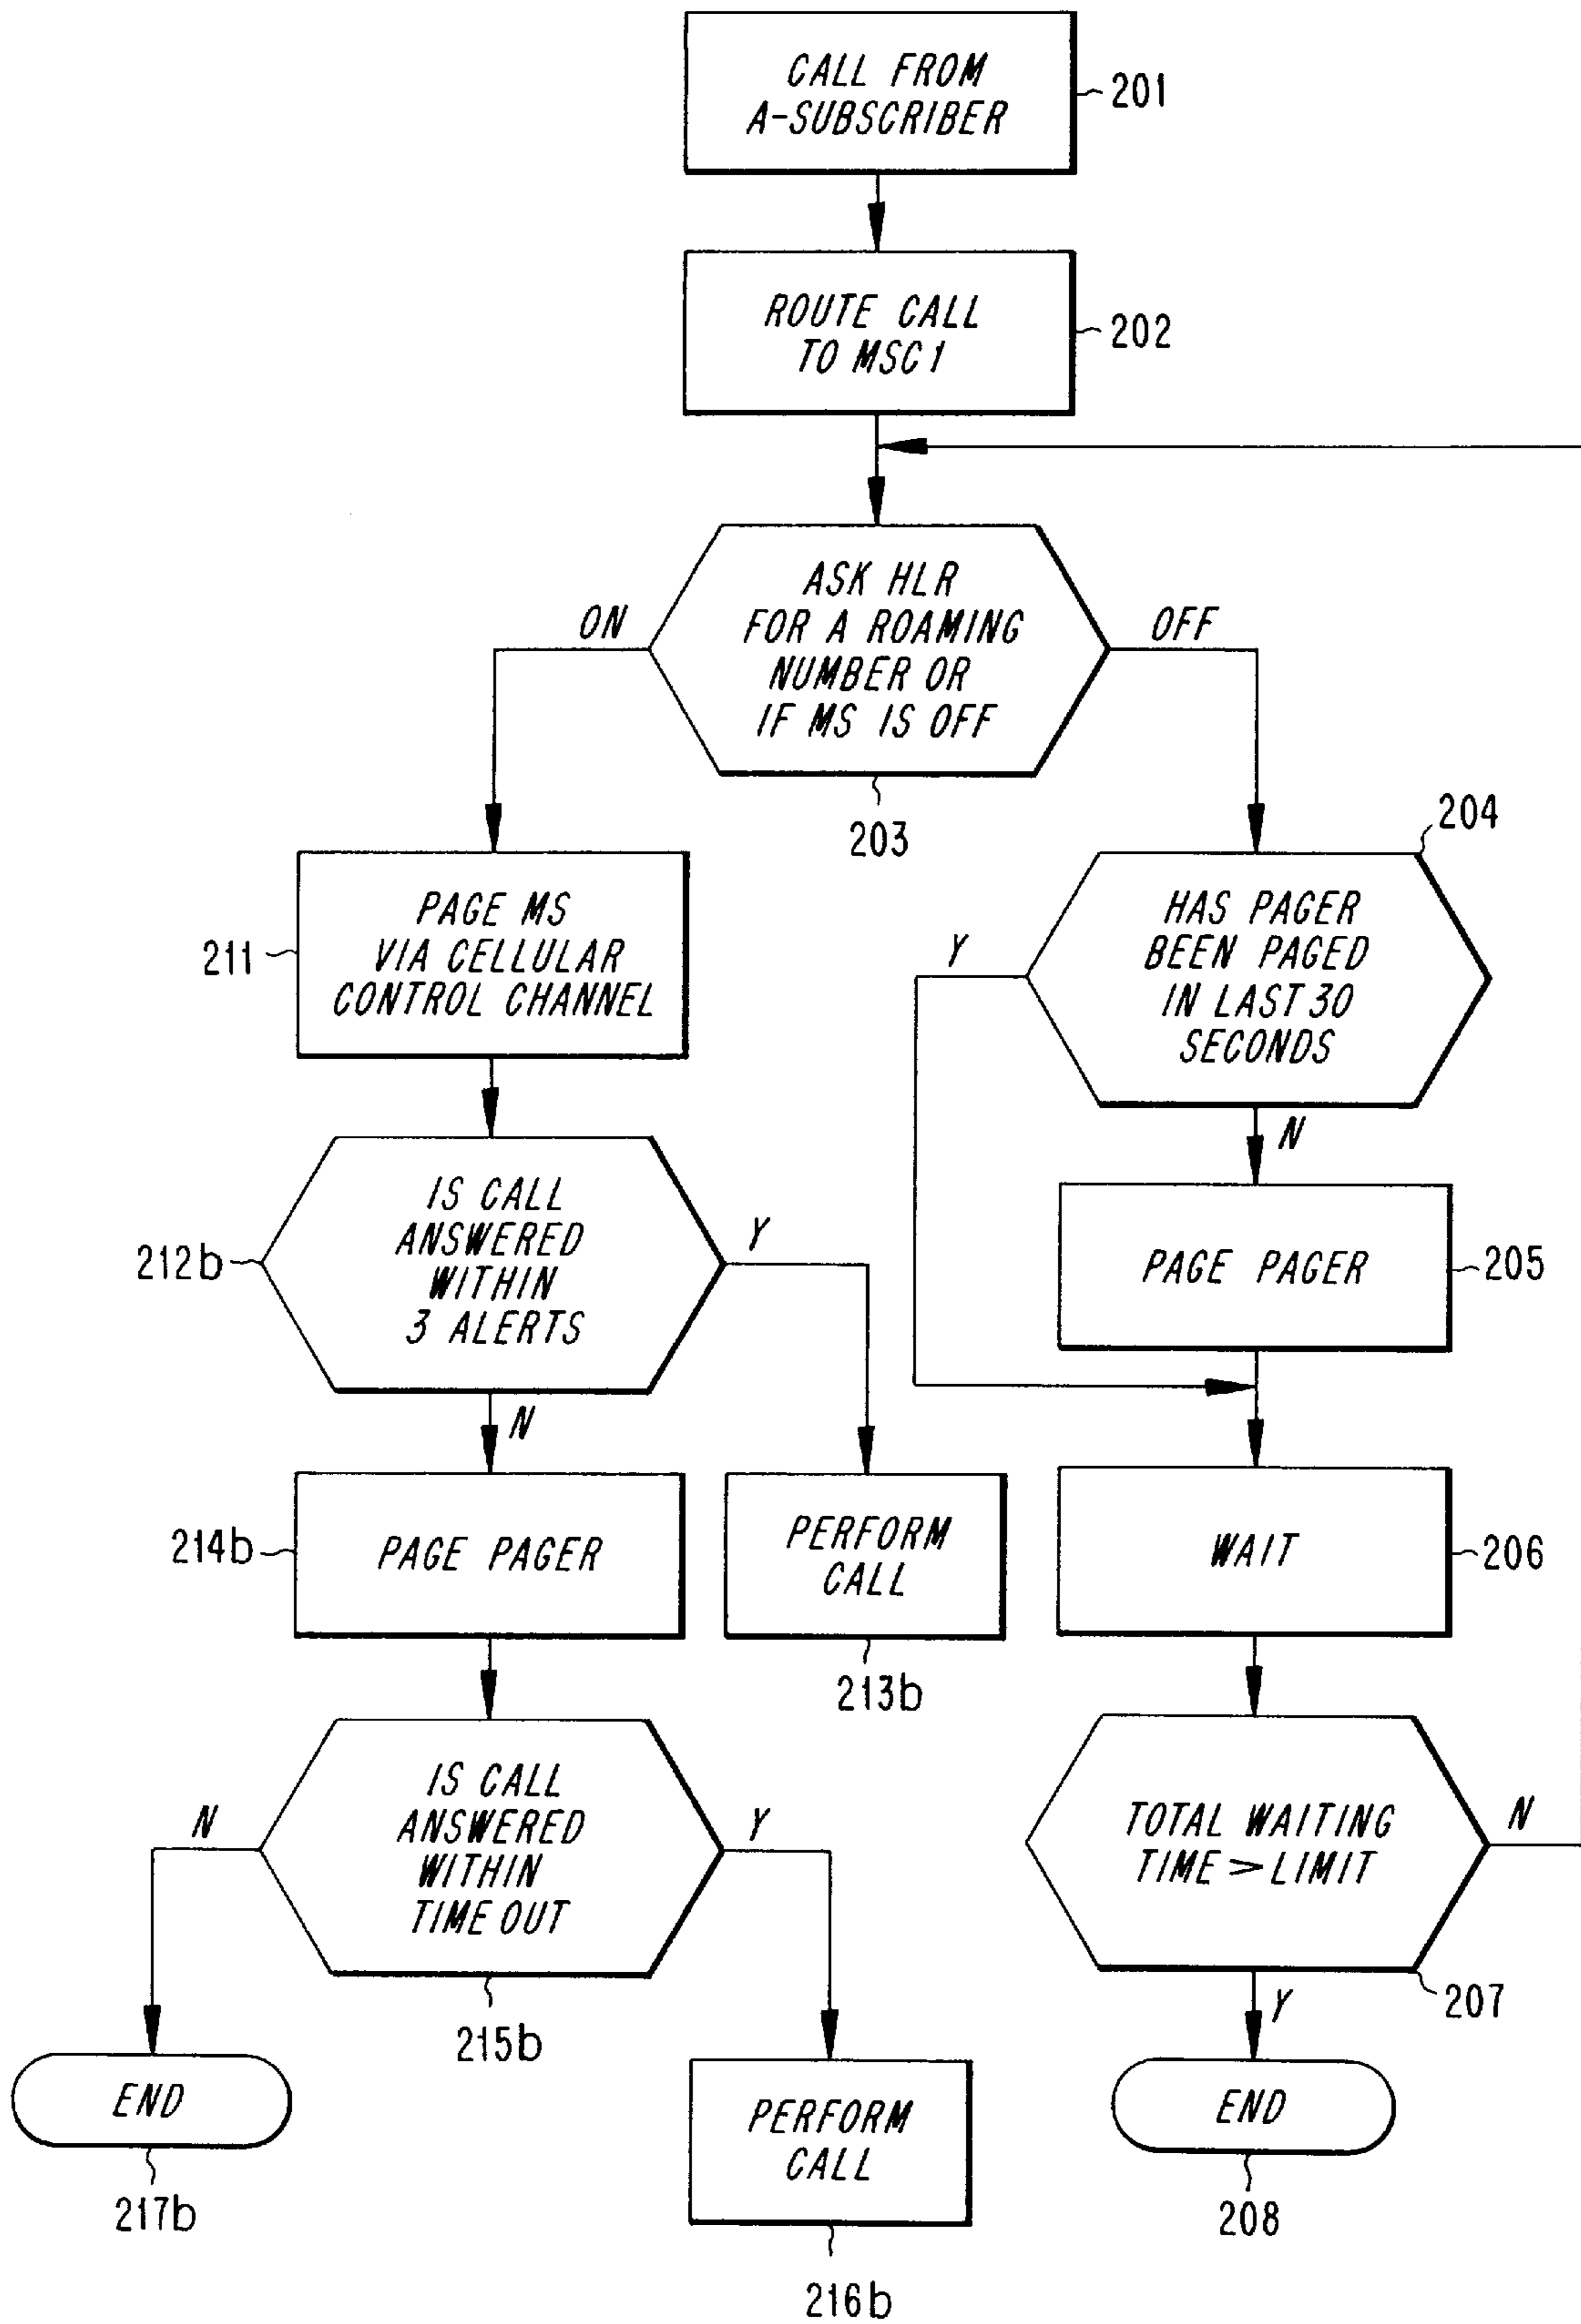 CALL FROM
A-SUBSCRIBER
201
ROUTE CALL
TO MSC1
202
ASK HLR
FOR A ROAMING
NUMBER OR
IF MS IS OFF
ON
OFF
203
204
PAGE MS
VIA CELLULAR
CONTROL CHANNEL
211
HAS PAGER
BEEN PAGED
IN LAST 30
SECONDS
Y
N
IS CALL
ANSWERED
WITHIN
3 ALERTS
212b
Y
N
PAGE PAGER
205
PAGE PAGER
214b
PERFORM
CALL
213b
WAIT
206
IS CALL
ANSWERED
WITHIN
TIME OUT
N
Y
215b
TOTAL WAITING
TIME > LIMIT
N
207
Y
END
217b
PERFORM
CALL
216b
END
208